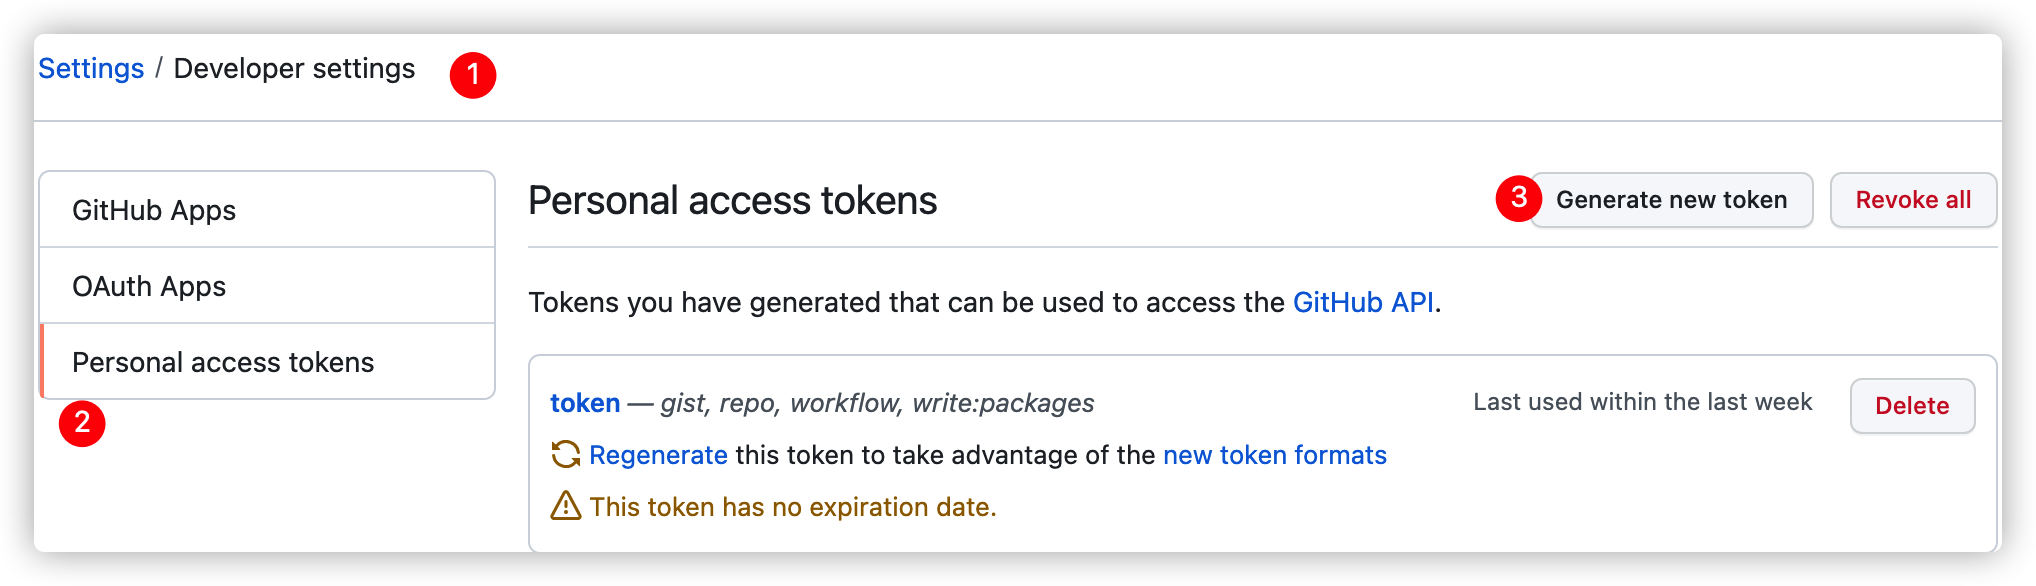 Settings / Developer settings 1
GitHub Apps
OAuth Apps
Personal access tokens
2
Personal access tokens
3 Generate new token
Revoke all
Tokens you have generated that can be used to access the GitHub API.
token — gist, repo, workflow, write:packages
Last used within the last week
Delete
Regenerate this token to take advantage of the new token formats
This token has no expiration date.